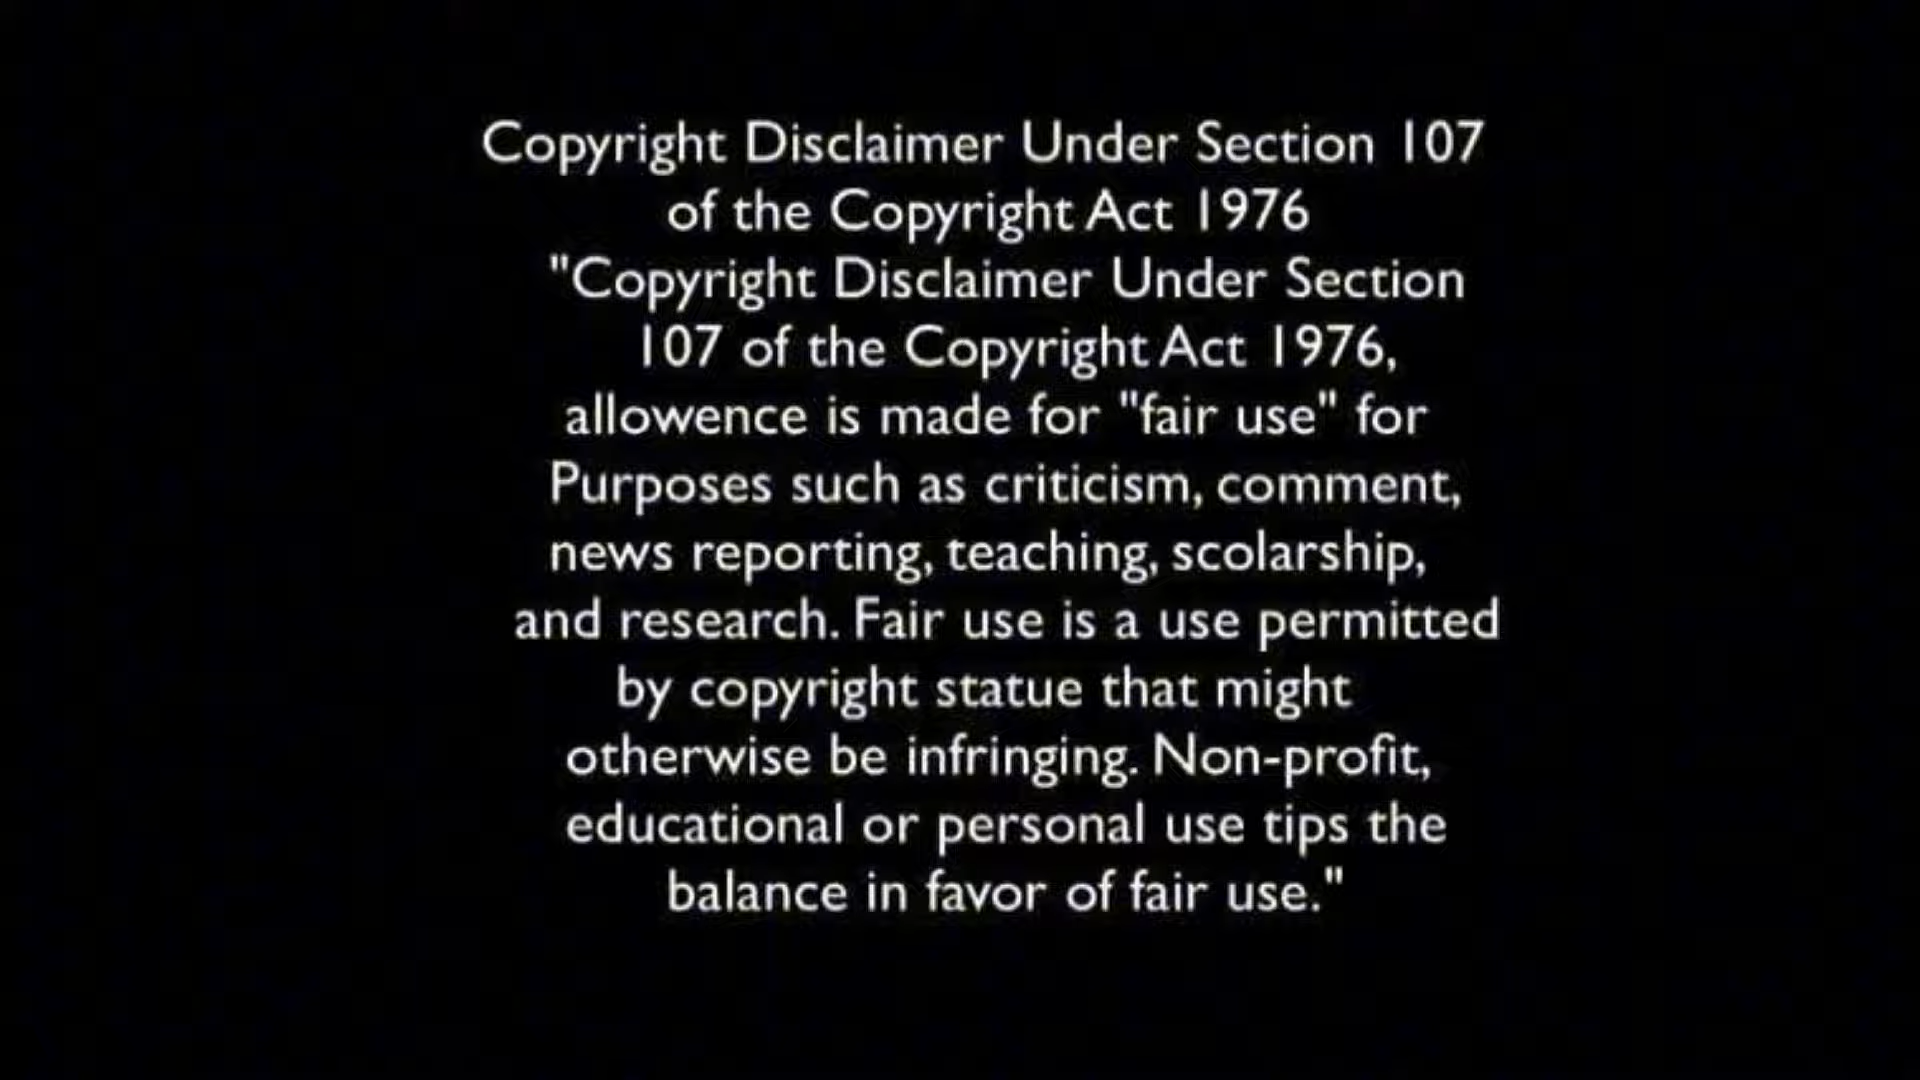 Copyright Disclaimer Under Section 107
of the Copyright Act 1976
"Copyright Disclaimer Under Section
107 of the Copyright Act 1976,
allowence is made for "fair use" for
Purposes such as criticism, comment,
news reporting, teaching, scolarship,
and research. Fair use is a use permitted
by copyright statue that might
otherwise be infringing. Non-profit,
educational or personal use tips the
balance in favor of fair use."